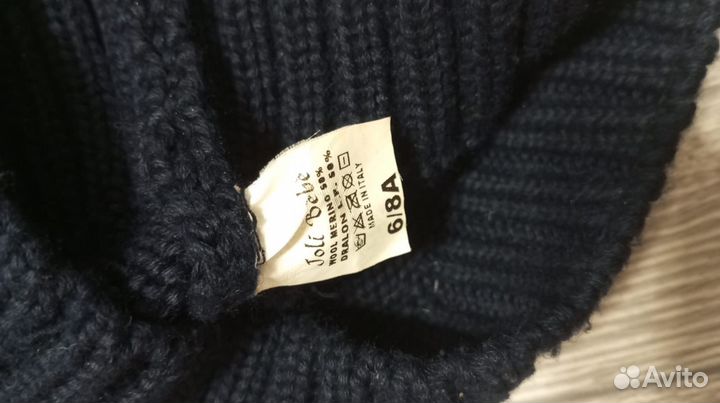 Joli Bebe
WOOL MERINO 50%
DRALON L.F. 50%
MADE IN ITALY
6/8A
Avito